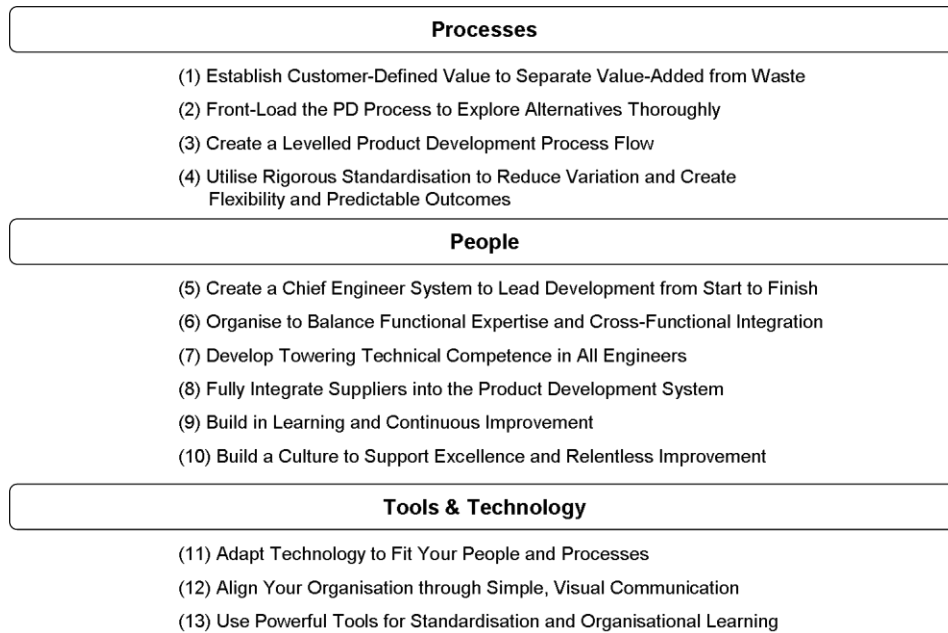 Processes
(1) Establish Customer-Defined Value to Separate Value-Added from Waste
(2) Front-Load the PD Process to Explore Alternatives Thoroughly
(3) Create a Levelled Product Development Process Flow
(4) Utilise Rigorous Standardisation to Reduce Variation and Create
Flexibility and Predictable Outcomes
People
(5) Create a Chief Engineer System to Lead Development from Start to Finish
(6) Organise to Balance Functional Expertise and Cross-Functional Integration
(7) Develop Towering Technical Competence in All Engineers
(8) Fully Integrate Suppliers into the Product Development System
(9) Build in Learning and Continuous Improvement
(10) Build a Culture to Support Excellence and Relentless Improvement
Tools & Technology
(11) Adapt Technology to Fit Your People and Processes
(12) Align Your Organisation through Simple, Visual Communication
(13) Use Powerful Tools for Standardisation and Organisational Learning